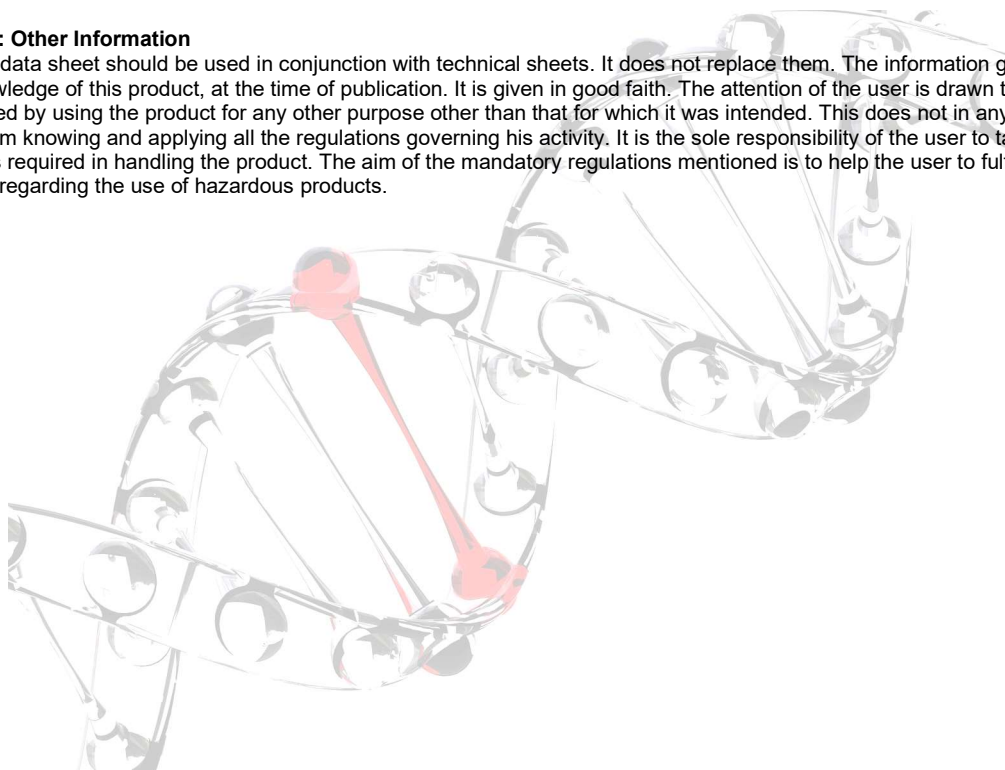 : Other Information
data sheet should be used in conjunction with technical sheets. It does not replace them. The information g
wledge of this product, at the time of publication. It is given in good faith. The attention of the user is drawn t
ed by using the product for any other purpose other than that for which it was intended. This does not in any
m knowing and applying all the regulations governing his activity. It is the sole responsibility of the user to ta
s required in handling the product. The aim of the mandatory regulations mentioned is to help the user to fulf
regarding the use of hazardous products.